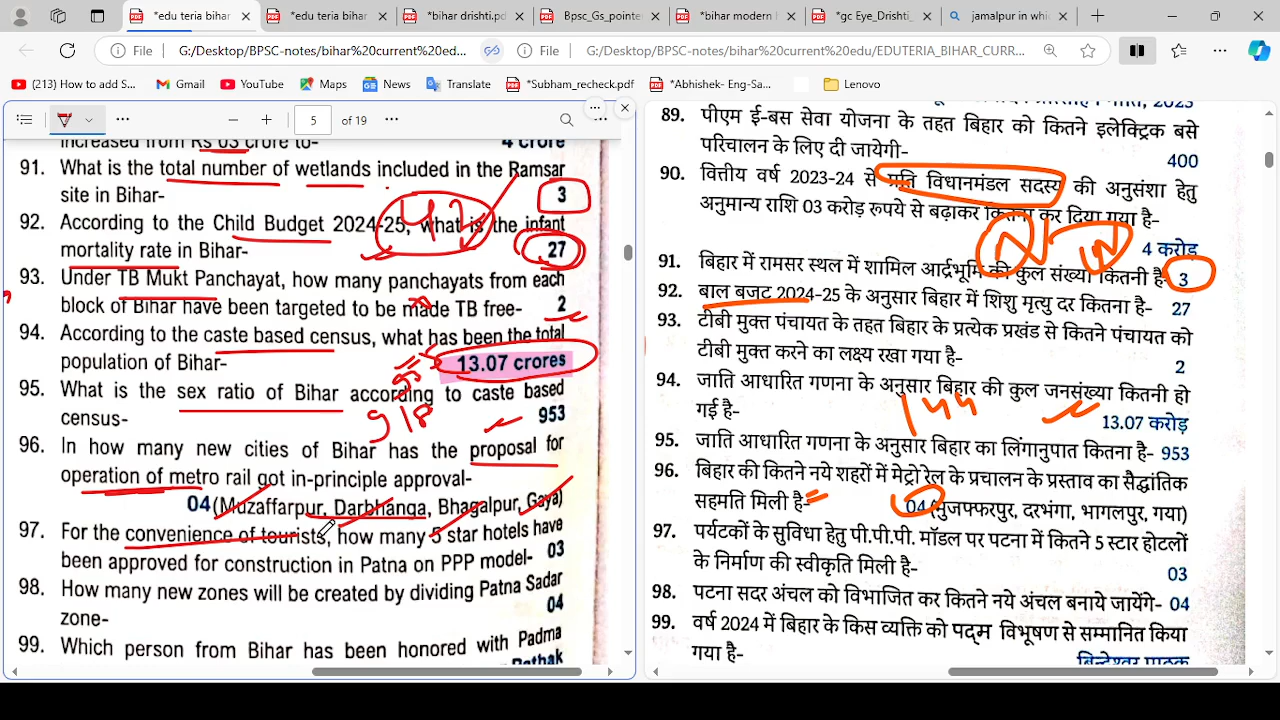 *edu teria bihar
*edu teria bihar
*bihar drishti.pd
Bpsc_Gs_pointe
*bihar modern
*gc Eye_Drishti_
jamalpur in whi
File
G:/Desktop/BPSC-notes/bihar%20current%20ed...
File
G:/Desktop/BPSC-notes/bihar%20current%20edu/EDUTERIA_BIHAR_CURR...
(213) How to add S...
Gmail
YouTube
Maps
News
Translate
*Subham_recheck.pdf
*Abhishek- Eng-Sa...
Lenovo
5 of 19
increased from Rs 03 crore to- 4 crore
91. What is the total number of wetlands included in the Ramsar
site in Bihar- 3
92. According to the Child Budget 2024-25, what is the infant
mortality rate in Bihar- 27
42
93. Under TB Mukt Panchayat, how many panchayats from each
block of Bihar have been targeted to be made TB free- 2
94. According to the caste based census, what has been the total
population of Bihar- 13.07 crores
95. What is the sex ratio of Bihar according to caste based
census- 953
918
96. In how many new cities of Bihar has the proposal for
operation of metro rail got in-principle approval-
04 (Muzaffarpur, Darbhanga, Bhagalpur, Gaya)
97. For the convenience of tourists, how many 5 star hotels have
been approved for construction in Patna on PPP model- 03
98. How many new zones will be created by dividing Patna Sadar
zone- 04
99. Which person from Bihar has been honored with Padma
89. पीएम ई-बस सेवा योजना के तहत बिहार को कितने इलेक्ट्रिक बसे
परिचालन के लिए दी जायेगी- 400
90. वित्तीय वर्ष 2023-24 से प्रति विधानमंडल सदस्य की अनुसंशा हेतु
अनुमान्य राशि 03 करोड़ रूपये से बढ़ाकर कितना कर दिया गया है-
4 करोड़
91. बिहार में रामसर स्थल में शामिल आर्द्रभूमि की कुल संख्या कितनी है- 3
92. बाल बजट 2024-25 के अनुसार बिहार में शिशु मृत्यु दर कितना है- 27
93. टीबी मुक्त पंचायत के तहत बिहार के प्रत्येक प्रखंड से कितने पंचायत को
टीबी मुक्त करने का लक्ष्य रखा गया है- 2
94. जाति आधारित गणना के अनुसार बिहार की कुल जनसंख्या कितनी हो
गई है- 13.07 करोड़
144
95. जाति आधारित गणना के अनुसार बिहार का लिंगानुपात कितना है- 953
96. बिहार की कितने नये शहरों में मेट्रो रेल के प्रचालन के प्रस्ताव का सैद्धांतिक
सहमति मिली है- 04 (मुजफ्फरपुर, दरभंगा, भागलपुर, गया)
97. पर्यटकों के सुविधा हेतु पी.पी.पी. मॉडल पर पटना में कितने 5 स्टार होटलों
के निर्माण की स्वीकृति मिली है- 03
98. पटना सदर अंचल को विभाजित कर कितने नये अंचल बनाये जायेंगे- 04
99. वर्ष 2024 में बिहार के किस व्यक्ति को पद्म विभूषण से सम्मानित किया
गया है-
बिन्देश्वर पाठक